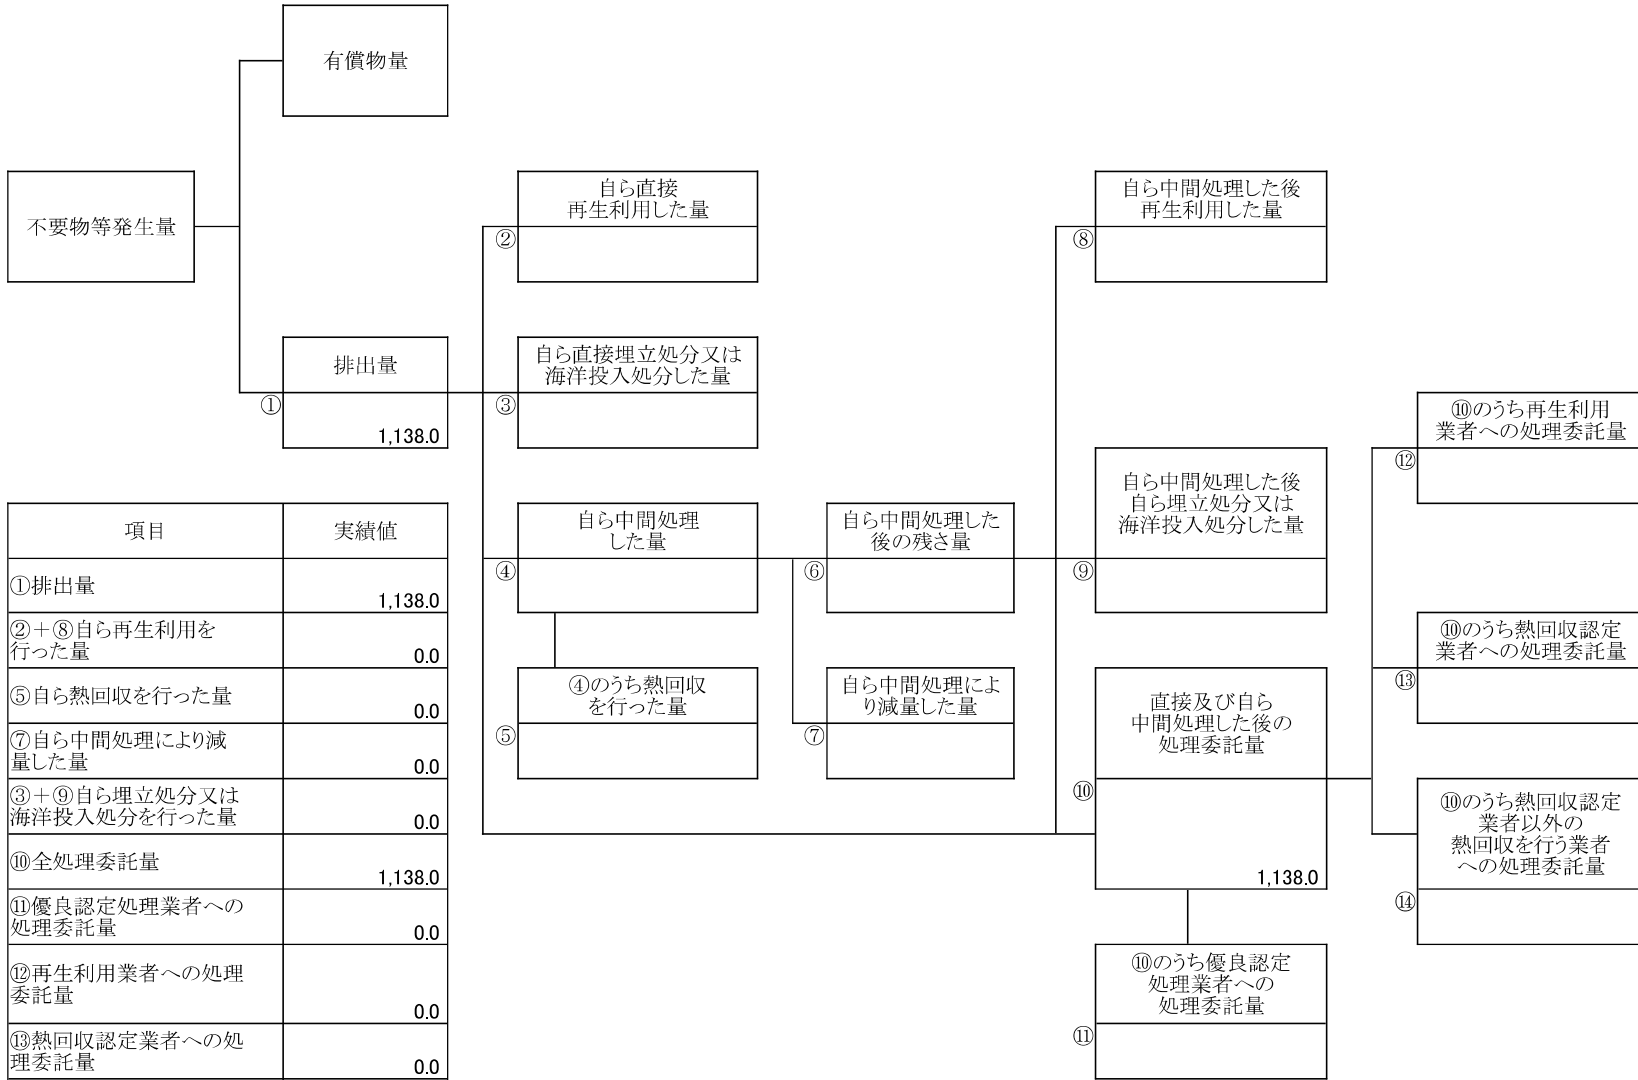 有償物量
不要物等発生量
自ら直接
再生利用した量
②
自ら中間処理した後
再生利用した量
⑧
排出量
①
1,138.0
自ら直接埋立処分又は
海洋投入処分した量
③
⑩のうち再生利用
業者への処理委託量
⑫
自ら中間処理
した量
④
自ら中間処理した
後の残さ量
⑥
自ら中間処理した後
自ら埋立処分又は
海洋投入処分した量
⑨
⑩のうち熱回収認定
業者への処理委託量
⑬
④のうち熱回収
を行った量
⑤
自ら中間処理によ
り減量した量
⑦
直接及び自ら
中間処理した後の
処理委託量
⑩
1,138.0
⑩のうち熱回収認定
業者以外の
熱回収を行う業者
への処理委託量
⑭
⑩のうち優良認定
処理業者への
処理委託量
⑪
項目 実績値
①排出量
1,138.0
②＋⑧自ら再生利用を
行った量
0.0
⑤自ら熱回収を行った量
0.0
⑦自ら中間処理により減
量した量
0.0
③＋⑨自ら埋立処分又は
海洋投入処分を行った量
0.0
⑩全処理委託量
1,138.0
⑪優良認定処理業者への
処理委託量
0.0
⑫再生利用業者への処理
委託量
0.0
⑬熱回収認定業者への処
理委託量
0.0